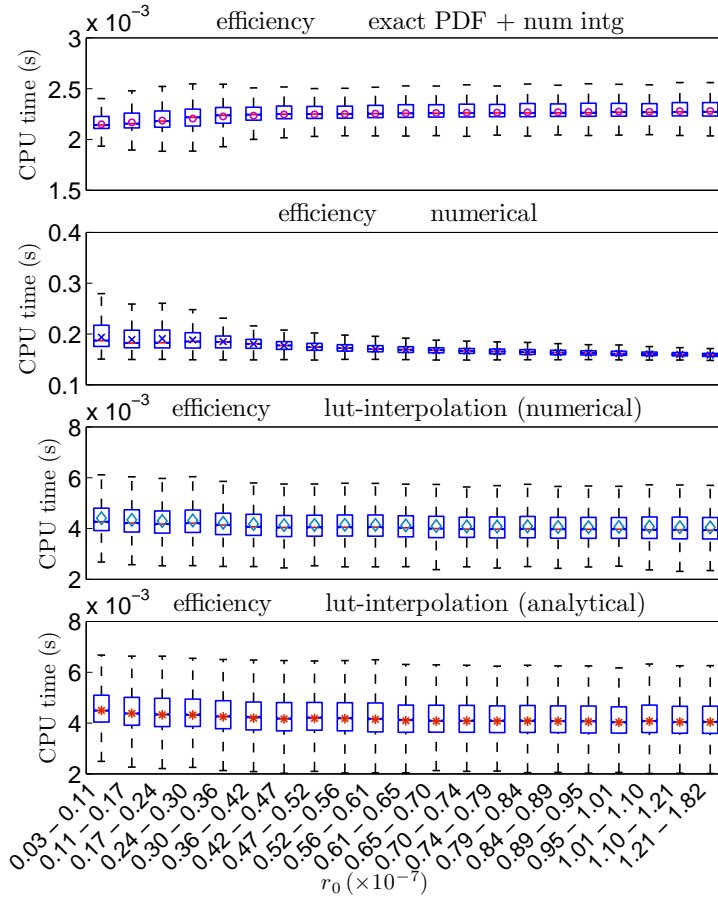 x 10⁻³ efficiency exact PDF + num intg
3
2.5
2
1.5
CPU time (s)
efficiency numerical
0.4
0.3
0.2
0.1
CPU time (s)
x 10⁻³ efficiency lut-interpolation (numerical)
8
6
4
2
CPU time (s)
x 10⁻³ efficiency lut-interpolation (analytical)
8
6
4
2
CPU time (s)
0.03 – 0.11
0.11 – 0.17
0.17 – 0.24
0.24 – 0.30
0.30 – 0.36
0.36 – 0.42
0.42 – 0.47
0.47 – 0.52
0.52 – 0.56
0.56 – 0.61
0.61 – 0.65
0.65 – 0.70
0.70 – 0.74
0.74 – 0.79
0.79 – 0.84
0.84 – 0.89
0.89 – 0.95
0.95 – 1.01
1.01 – 1.10
1.10 – 1.21
1.21 – 1.82
r₀ (×10⁻⁷)